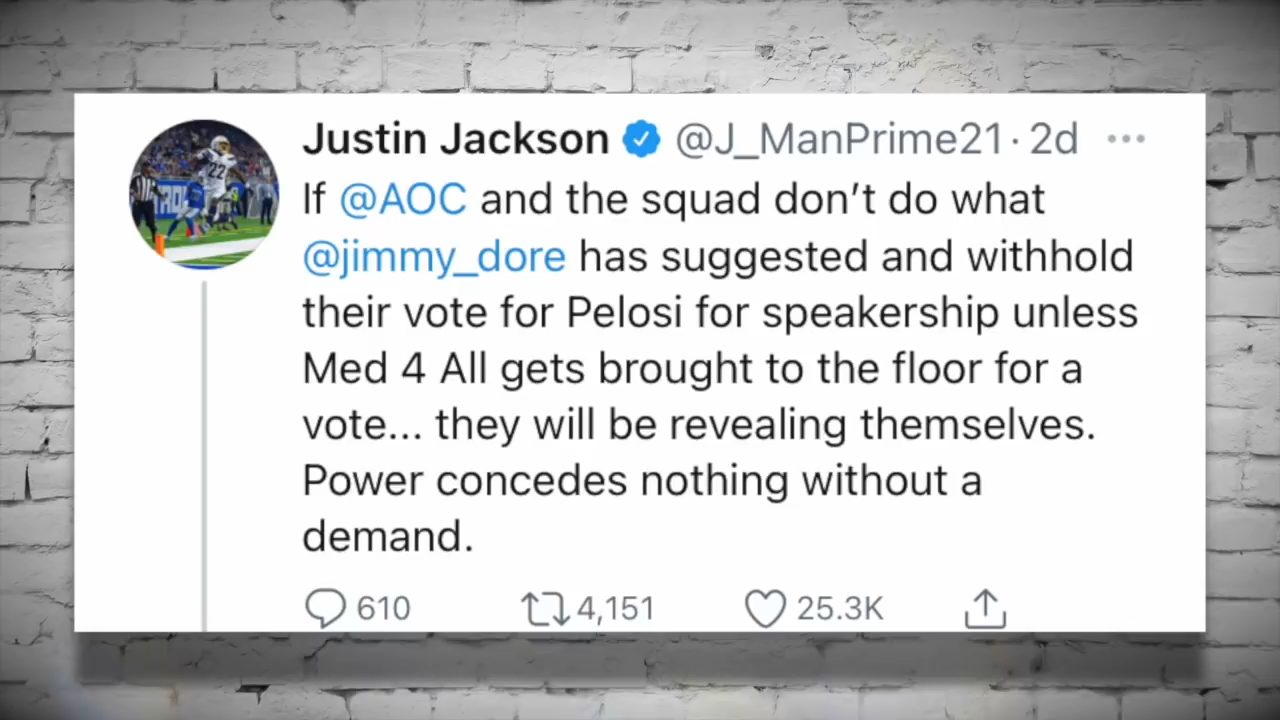 Justin Jackson @J_ManPrime21 · 2d
If @AOC and the squad don’t do what
@jimmy_dore has suggested and withhold
their vote for Pelosi for speakership unless
Med 4 All gets brought to the floor for a
vote... they will be revealing themselves.
Power concedes nothing without a
demand.
610 4,151 25.3K
22